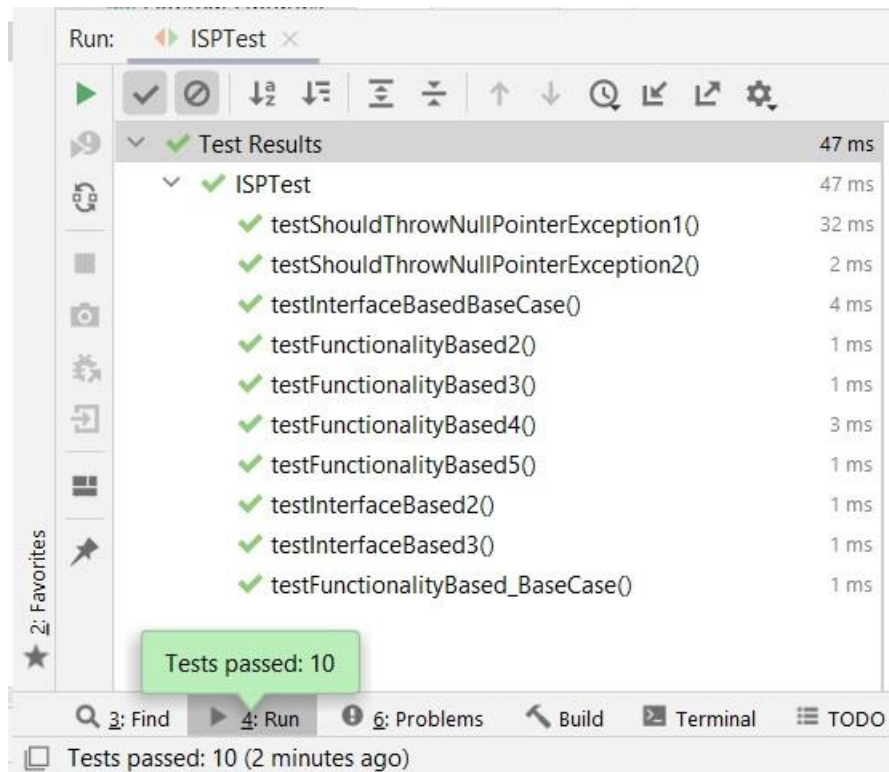 Run: ISPTest
Test Results 47 ms
ISPTest 47 ms
testShouldThrowNullPointerException1() 32 ms
testShouldThrowNullPointerException2() 2 ms
testInterfaceBasedBaseCase() 4 ms
testFunctionalityBased2() 1 ms
testFunctionalityBased3() 1 ms
testFunctionalityBased4() 3 ms
testFunctionalityBased5() 1 ms
testInterfaceBased2() 1 ms
testInterfaceBased3() 1 ms
testFunctionalityBased_BaseCase() 1 ms
2: Favorites
Tests passed: 10
3: Find 4: Run 6: Problems Build Terminal TODO
Tests passed: 10 (2 minutes ago)